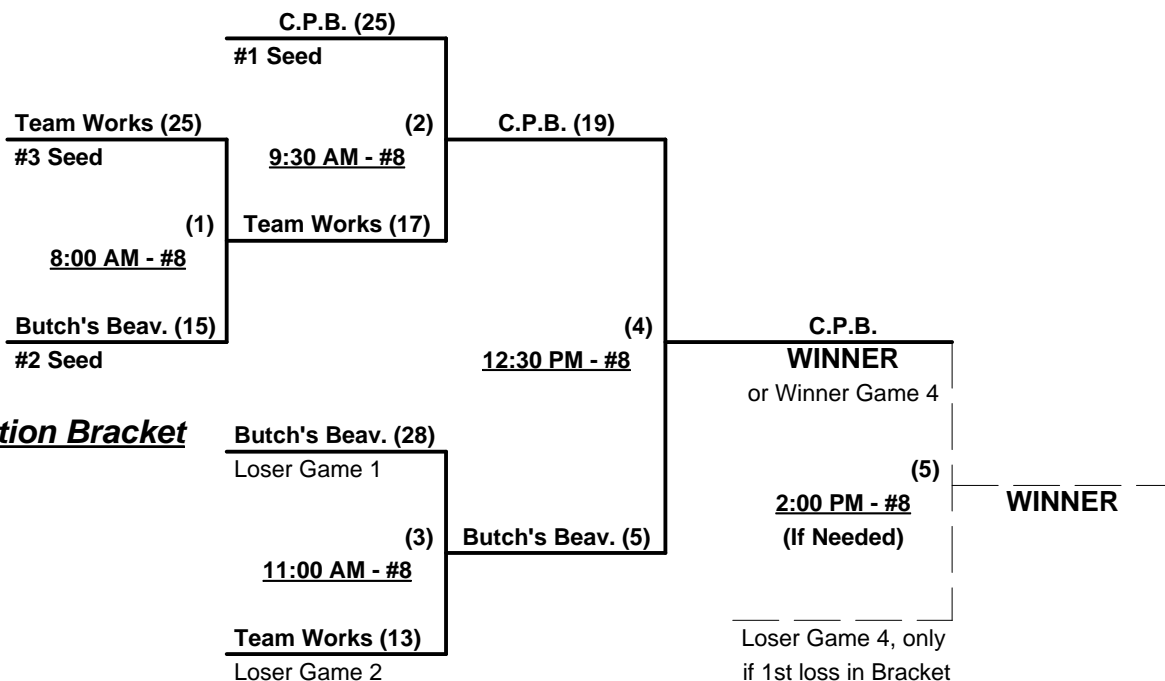 C.P.B. (25)
#1 Seed
Team Works (25)
#3 Seed
(2)
9:30 AM - #8
C.P.B. (19)
(1)
8:00 AM - #8
Team Works (17)
Butch's Beav. (15)
#2 Seed
(4)
12:30 PM - #8
C.P.B.
WINNER
or Winner Game 4
tion Bracket
Butch's Beav. (28)
Loser Game 1
(5)
2:00 PM - #8
(If Needed)
WINNER
(3)
11:00 AM - #8
Butch's Beav. (5)
Team Works (13)
Loser Game 2
Loser Game 4, only
if 1st loss in Bracket